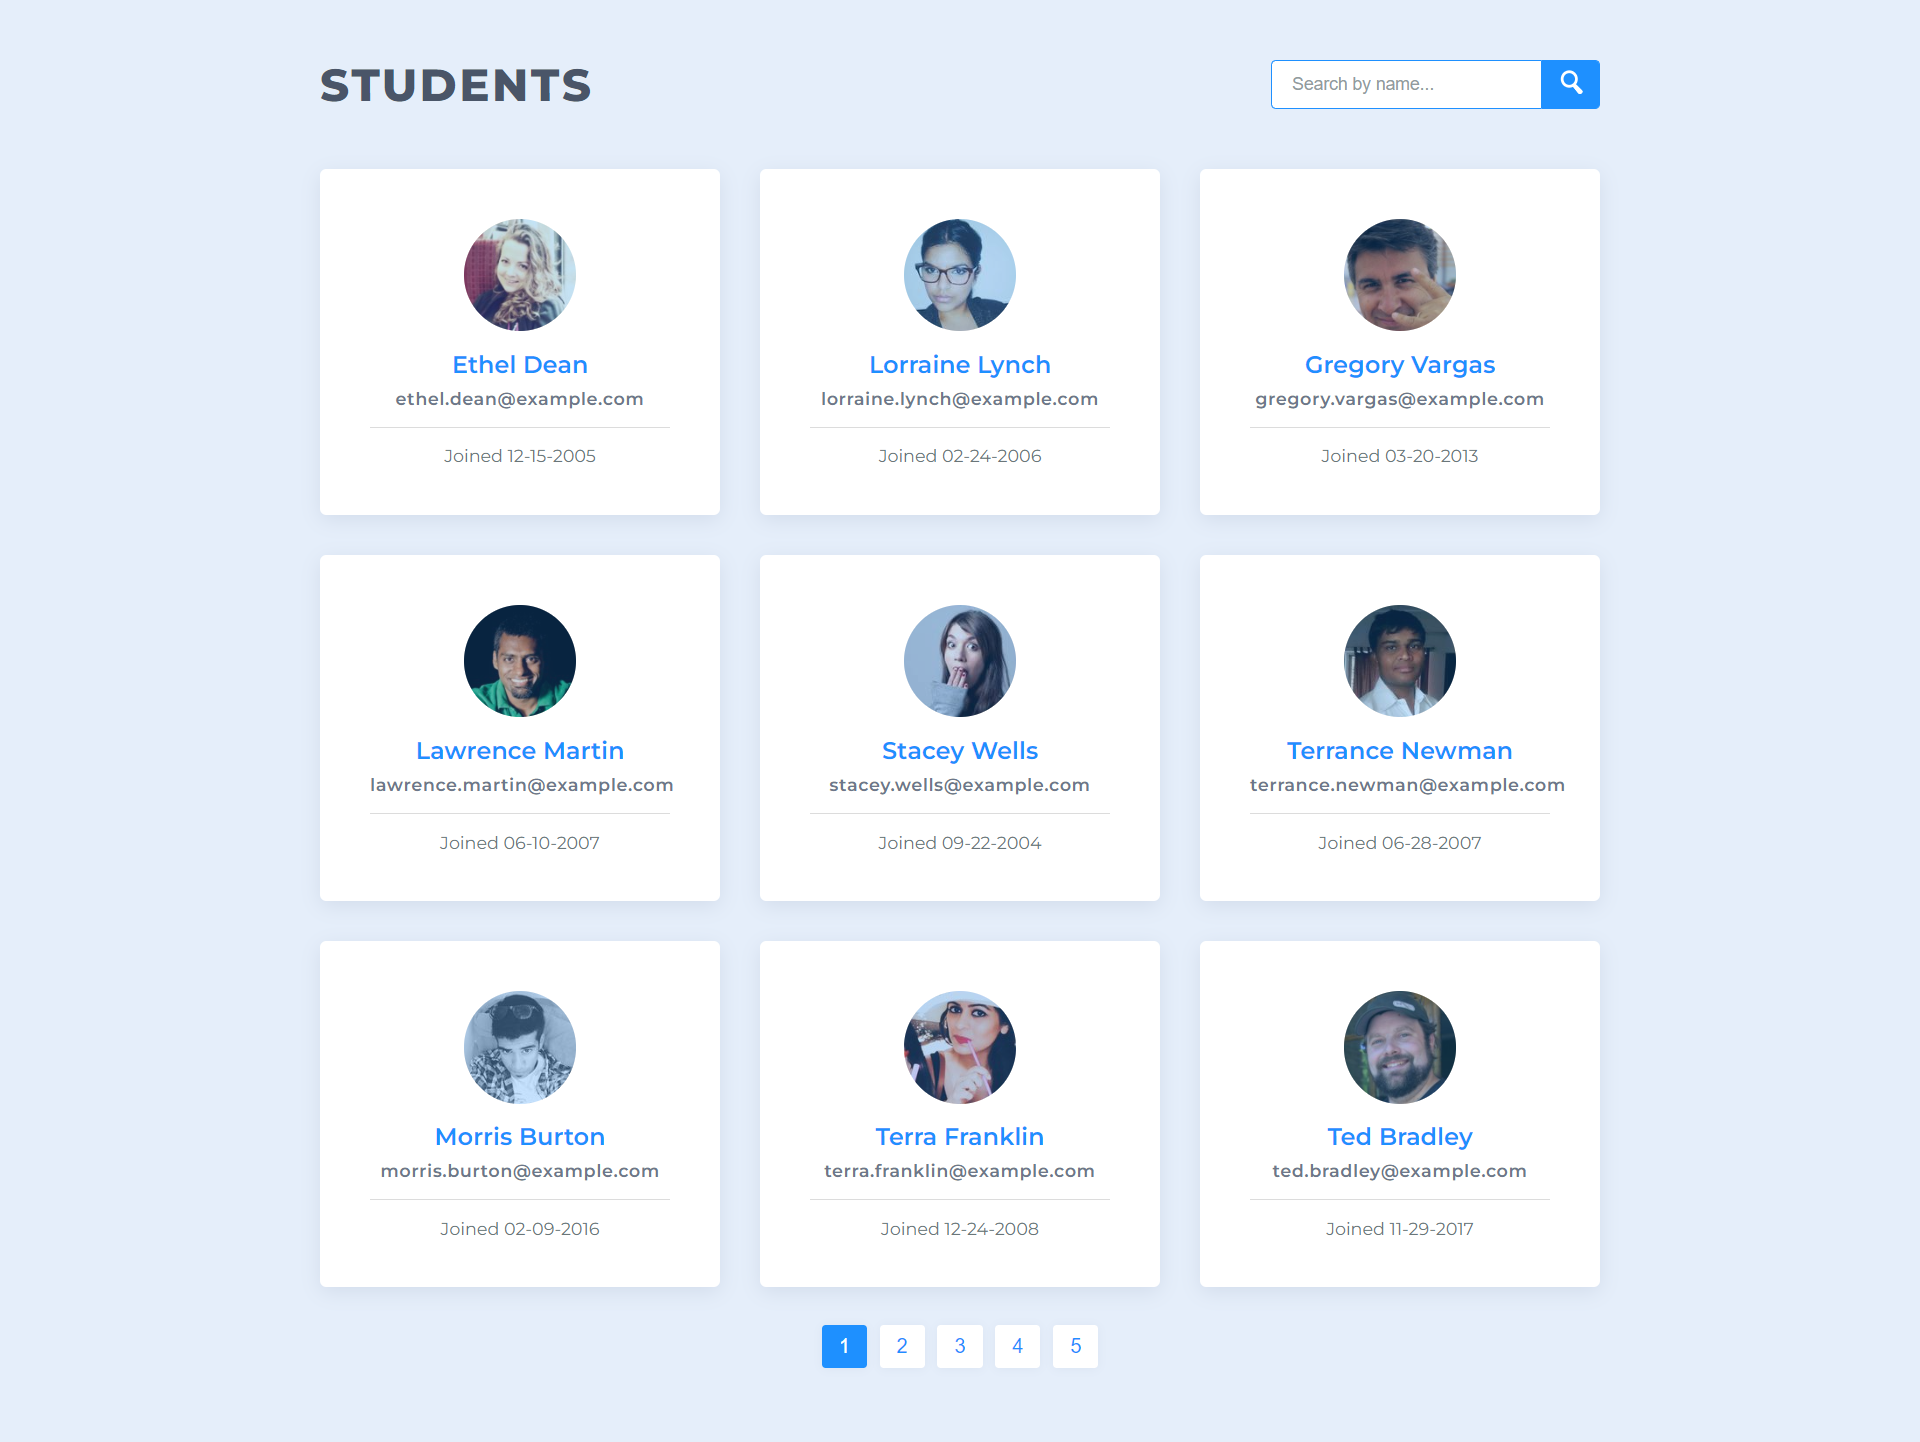 STUDENTS
Search by name...
Ethel Dean
ethel.dean@example.com
Joined 12-15-2005
Lorraine Lynch
lorraine.lynch@example.com
Joined 02-24-2006
Gregory Vargas
gregory.vargas@example.com
Joined 03-20-2013
Lawrence Martin
lawrence.martin@example.com
Joined 06-10-2007
Stacey Wells
stacey.wells@example.com
Joined 09-22-2004
Terrance Newman
terrance.newman@example.com
Joined 06-28-2007
Morris Burton
morris.burton@example.com
Joined 02-09-2016
Terra Franklin
terra.franklin@example.com
Joined 12-24-2008
Ted Bradley
ted.bradley@example.com
Joined 11-29-2017
1 2 3 4 5